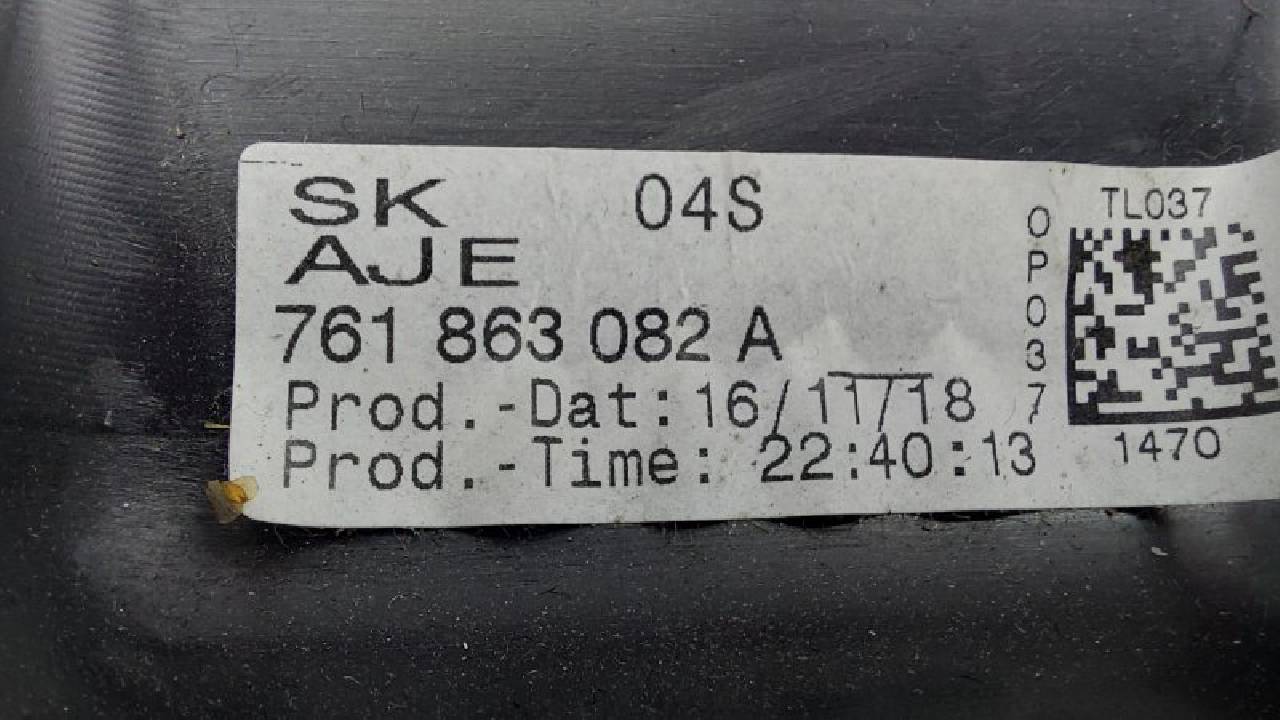 SK 04S
AJE
761 863 082 A
Prod.-Dat:16/11/18
Prod.-Time: 22:40:13
OP037
TL037
1470